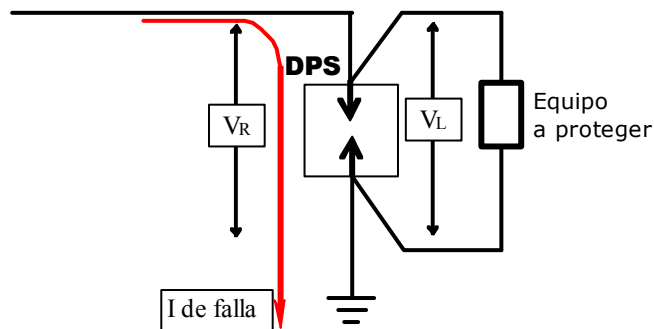 DPS
VR
VL
Equipo
a proteger
I de falla